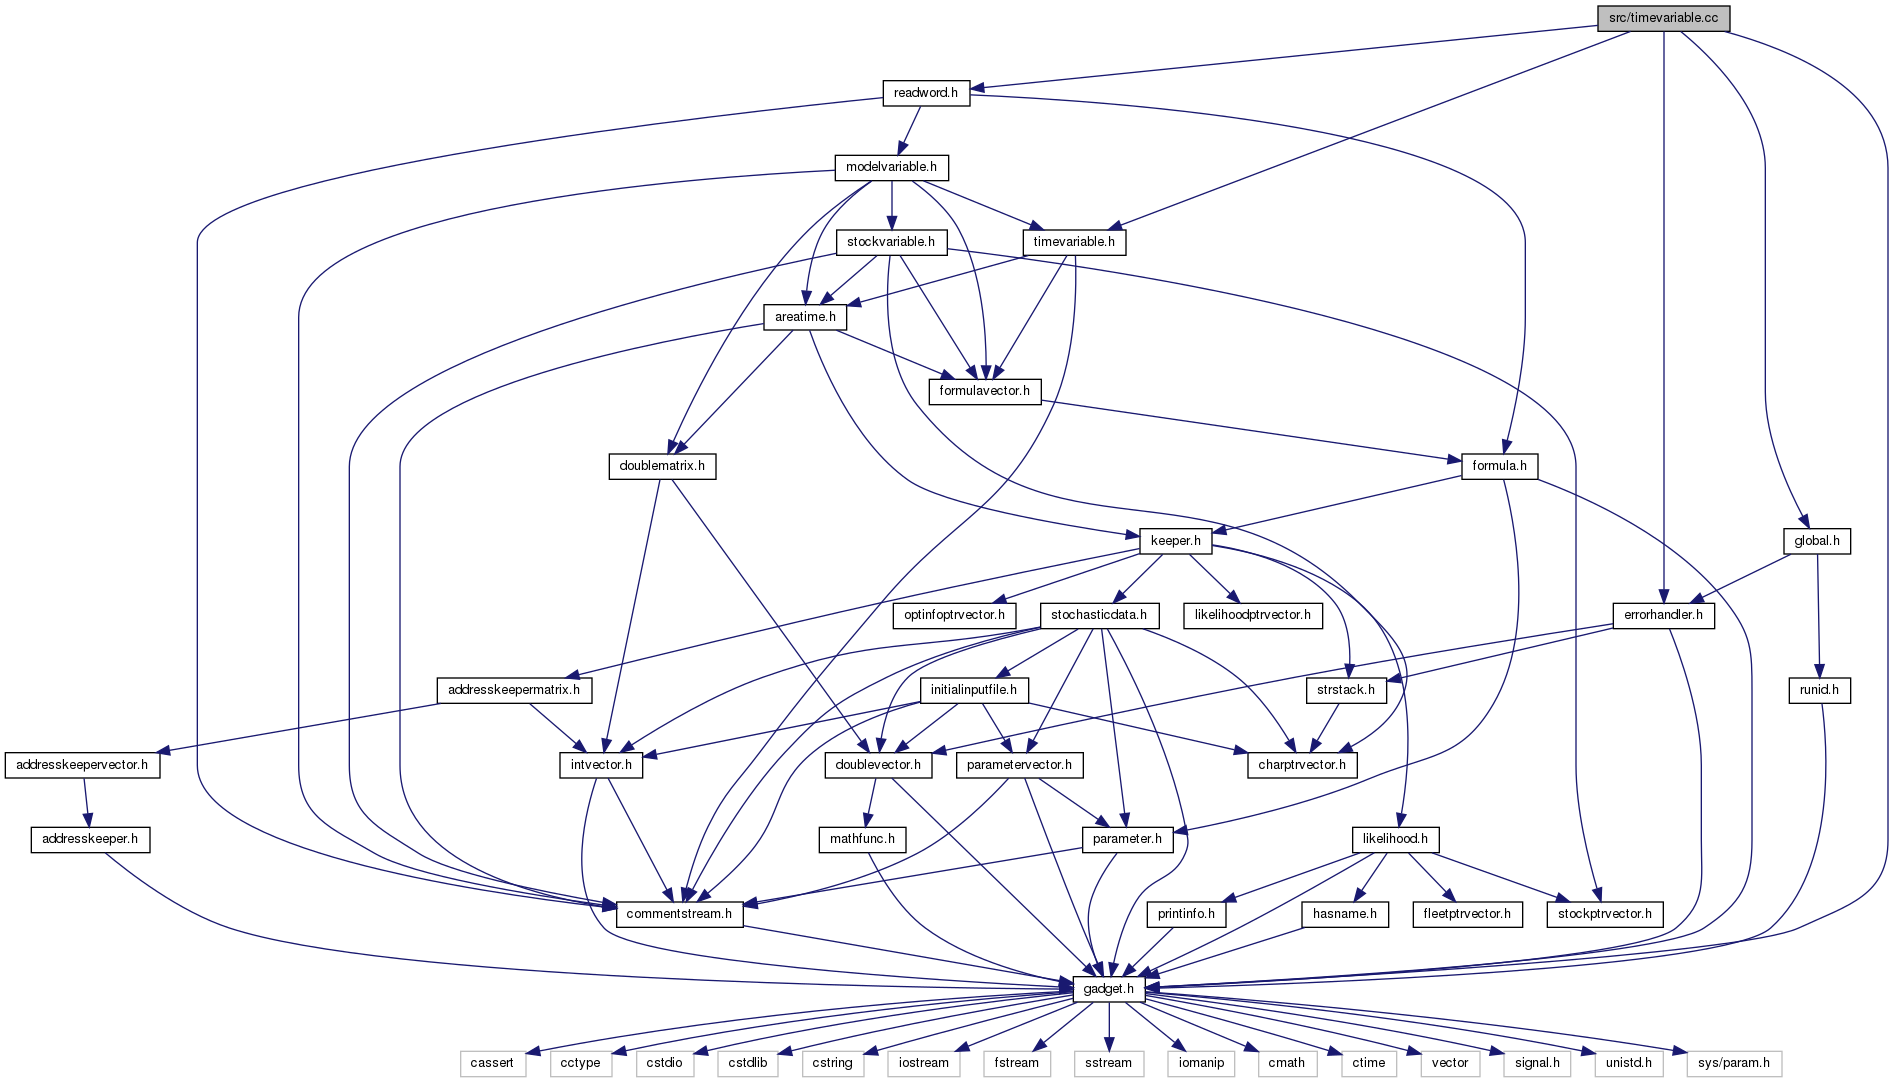 src/timevariable.cc
readword.h
modelvariable.h
stockvariable.h
timevariable.h
areatime.h
formulavector.h
doublematrix.h
formula.h
keeper.h
global.h
optinfoptrvector.h
stochasticdata.h
likelihoodptrvector.h
errorhandler.h
addresskeepermatrix.h
initialinputfile.h
strstack.h
runid.h
addresskeepervector.h
intvector.h
doublevector.h
parametervector.h
charptrvector.h
addresskeeper.h
mathfunc.h
parameter.h
likelihood.h
commentstream.h
printinfo.h
hasname.h
fleetptrvector.h
stockptrvector.h
gadget.h
cassert
cctype
cstdio
cstdlib
cstring
iostream
fstream
sstream
iomanip
cmath
ctime
vector
signal.h
unistd.h
sys/param.h